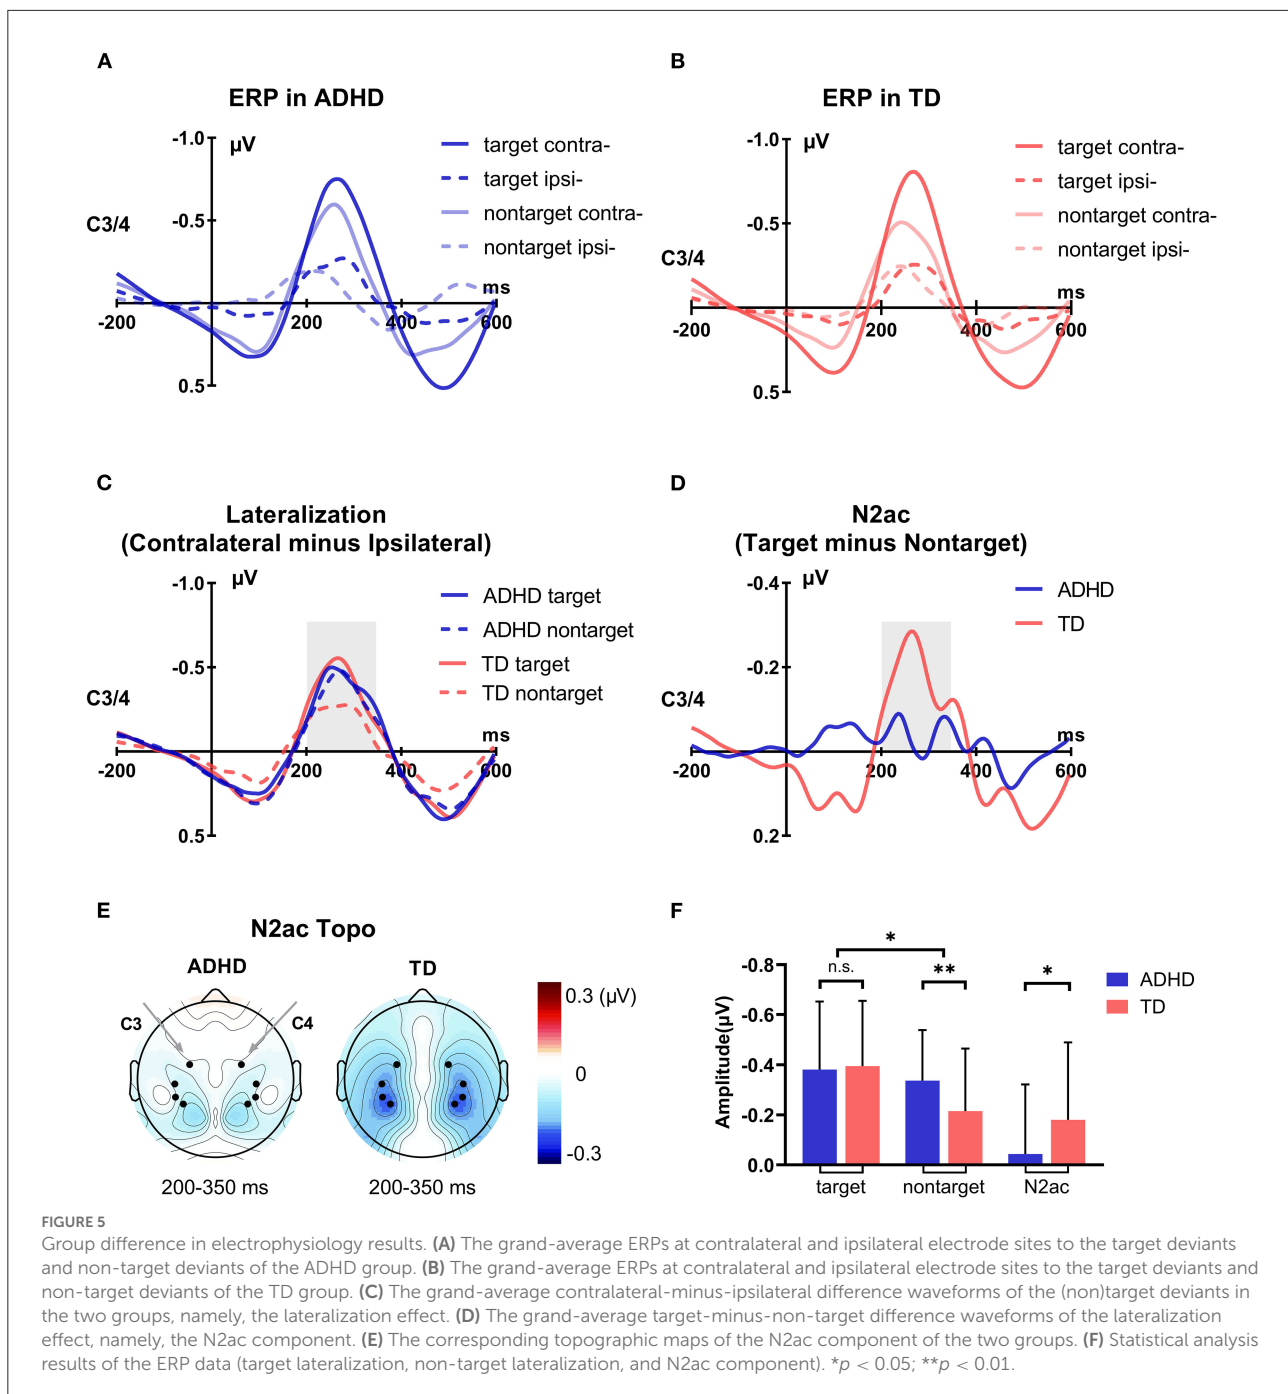 A
ERP in ADHD
-1.0
µV
-0.5
C3/4
-200
200
400
600
ms
0.5
target contra-
target ipsi-
nontarget contra-
nontarget ipsi-
B
ERP in TD
-1.0
µV
-0.5
C3/4
-200
200
400
600
ms
0.5
target contra-
target ipsi-
nontarget contra-
nontarget ipsi-
C
Lateralization
(Contralateral minus Ipsilateral)
-1.0
µV
-0.5
C3/4
-200
200
400
600
ms
0.5
ADHD target
ADHD nontarget
TD target
TD nontarget
D
N2ac
(Target minus Nontarget)
-0.4
µV
-0.2
C3/4
-200
200
400
600
ms
0.2
ADHD
TD
E
N2ac Topo
ADHD
TD
C3
C4
0.3 (µV)
0
-0.3
200-350 ms
200-350 ms
F
Amplitude(µV)
-0.8
-0.6
-0.4
-0.2
0.0
n.s.
*
**
*
target
nontarget
N2ac
ADHD
TD
FIGURE 5
Group difference in electrophysiology results. (A) The grand-average ERPs at contralateral and ipsilateral electrode sites to the target deviants
and non-target deviants of the ADHD group. (B) The grand-average ERPs at contralateral and ipsilateral electrode sites to the target deviants and
non-target deviants of the TD group. (C) The grand-average contralateral-minus-ipsilateral difference waveforms of the (non)target deviants in
the two groups, namely, the lateralization effect. (D) The grand-average target-minus-non-target difference waveforms of the lateralization
effect, namely, the N2ac component. (E) The corresponding topographic maps of the N2ac component of the two groups. (F) Statistical analysis
results of the ERP data (target lateralization, non-target lateralization, and N2ac component). *p < 0.05; **p < 0.01.